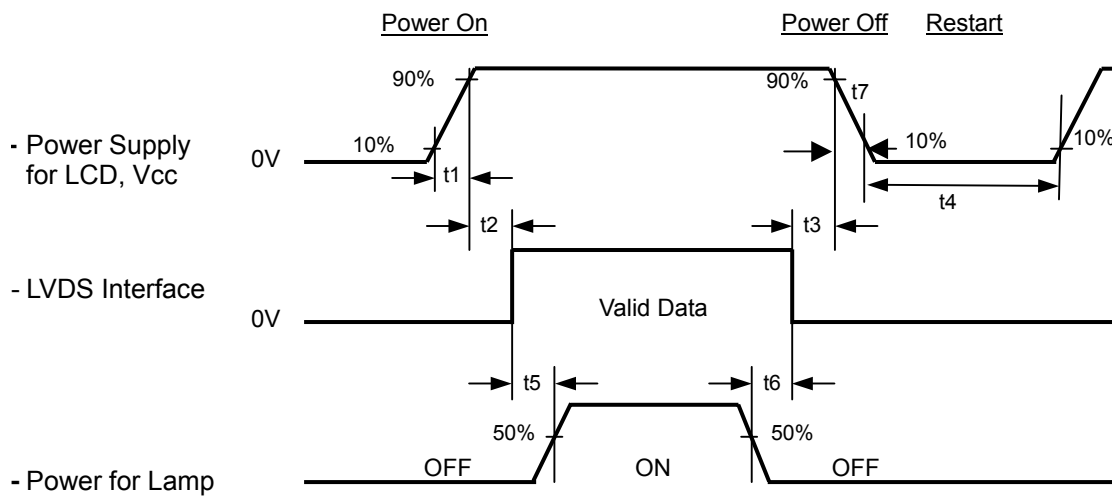 Power On
Power Off
Restart
90%
90%
t7
- Power Supply
for LCD, Vcc
0V
10%
10%
10%
t1
t4
t2
t3
- LVDS Interface
0V
Valid Data
t5
t6
50%
50%
- Power for Lamp
OFF
ON
OFF